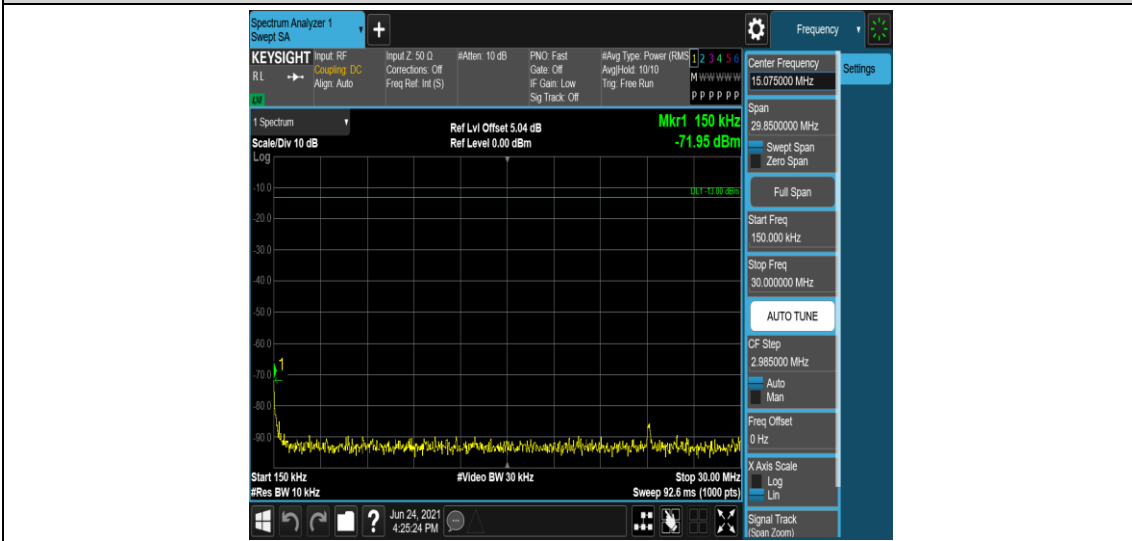 Spectrum Analyzer 1
Swept SA
+
Frequency
KEYSIGHT
RL
LXI
Input: RF
Coupling: DC
Align: Auto
Input Z: 50 Ω
Corrections: Off
Freq Ref: Int (S)
#Atten: 10 dB
PNO: Fast
Gate: Off
IF Gain: Low
Sig Track: Off
#Avg Type: Power (RMS
Avg|Hold: 10/10
Trig: Free Run
1 2 3 4 5 6
M W W W W W
P P P P P P
Center Frequency
15.075000 MHz
Settings
1 Spectrum
Scale/Div 10 dB
Log
Ref Lvl Offset 5.04 dB
Ref Level 0.00 dBm
Mkr1 150 kHz
-71.95 dBm
Span
29.8500000 MHz
Swept Span
Zero Span
Full Span
Start Freq
150.000 kHz
Stop Freq
30.000000 MHz
AUTO TUNE
CF Step
2.985000 MHz
Auto
Man
Freq Offset
0 Hz
X Axis Scale
Log
Lin
Signal Track
(Span Zoom)
DL1 -13.00 dBm
-10.0
-20.0
-30.0
-40.0
-50.0
-60.0
1
-70.0
-80.0
-90.0
Start 150 kHz
#Res BW 10 kHz
#Video BW 30 kHz
Stop 30.00 MHz
Sweep 92.6 ms (1000 pts)
?
Jun 24, 2021
4:25:24 PM